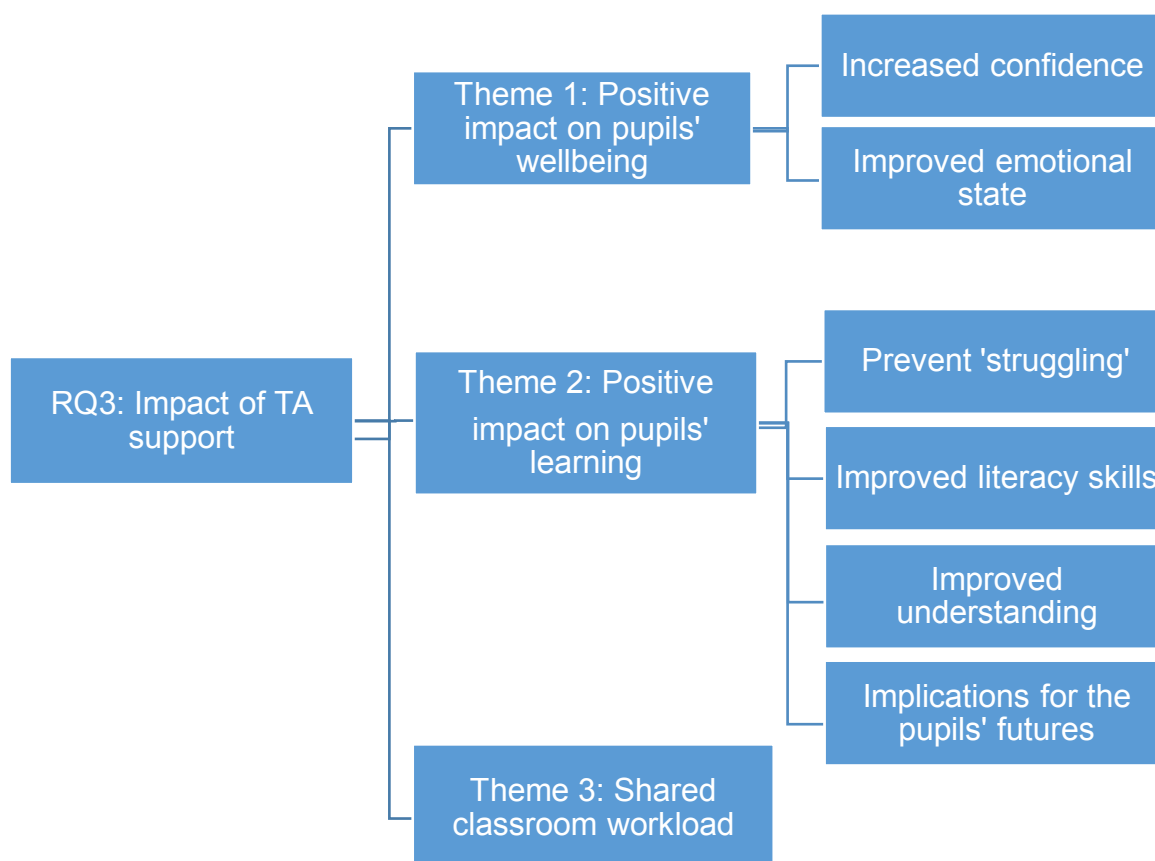 RQ3: Impact of TA
support
Theme 1: Positive
impact on pupils'
wellbeing
Increased confidence
Improved emotional
state
Theme 2: Positive
impact on pupils'
learning
Prevent 'struggling'
Improved literacy skills
Improved
understanding
Implications for the
pupils' futures
Theme 3: Shared
classroom workload